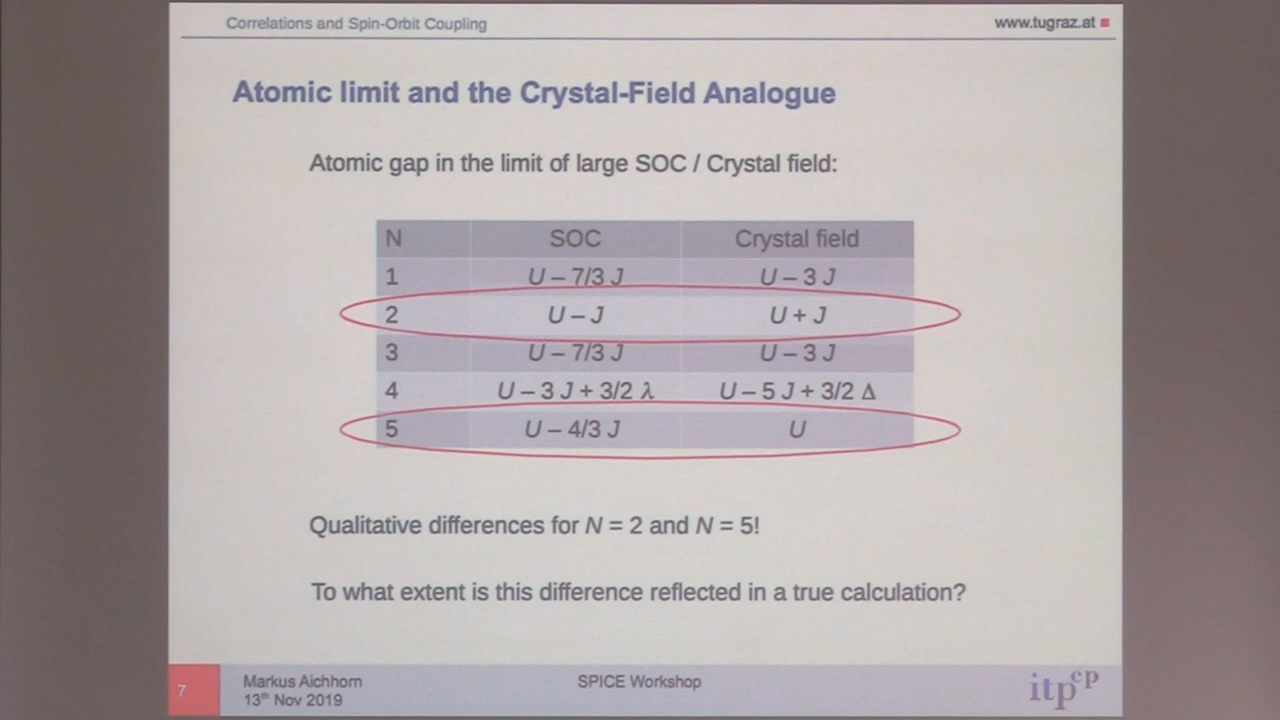 Correlations and Spin-Orbit Coupling
www.tugraz.at
Atomic limit and the Crystal-Field Analogue
Atomic gap in the limit of large SOC / Crystal field:
N SOC Crystal field
1 U – 7/3 J U – 3 J
2 U – J U + J
3 U – 7/3 J U – 3 J
4 U – 3 J + 3/2 λ U – 5 J + 3/2 Δ
5 U – 4/3 J U
Qualitative differences for N = 2 and N = 5!
To what extent is this difference reflected in a true calculation?
7
Markus Aichhorn
13th Nov 2019
SPICE Workshop
itpcp